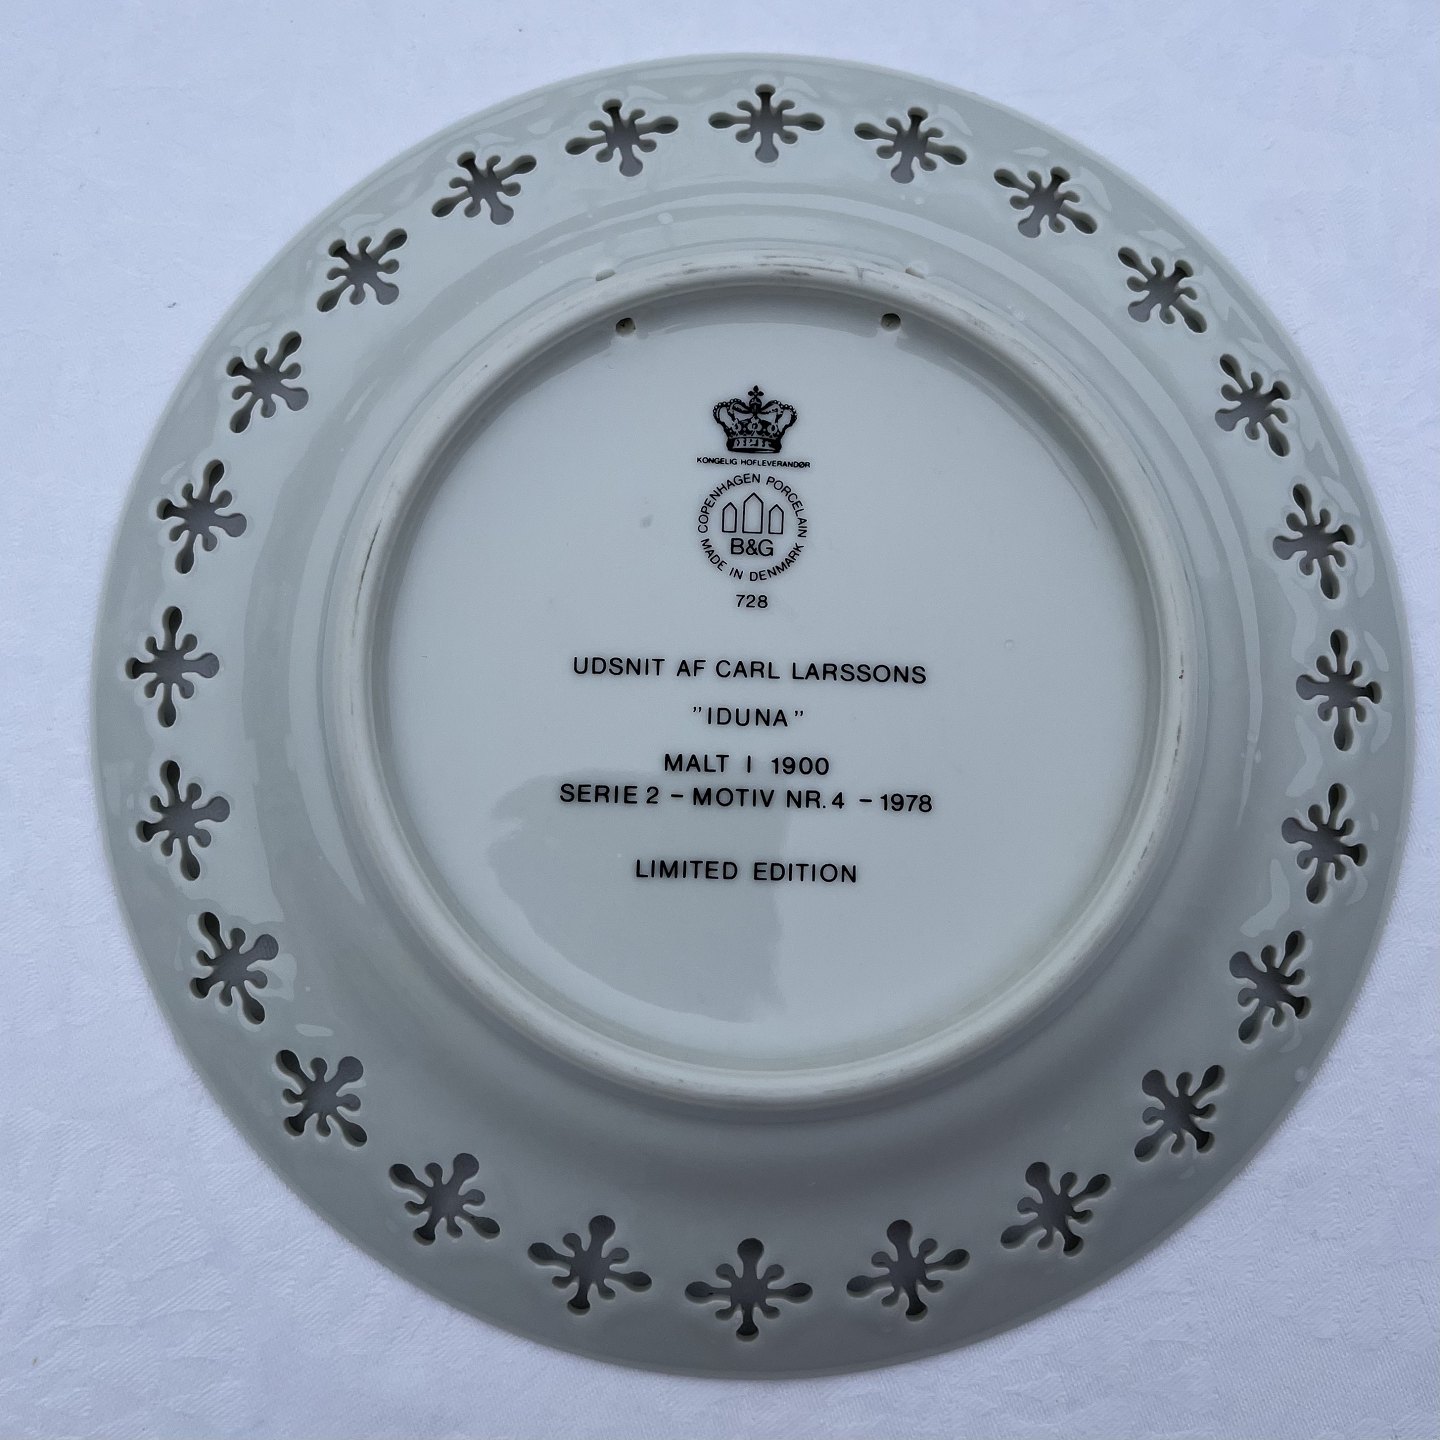 KONGELIG HOFLEVERANDØR
COPENHAGEN PORCELAIN
B&G
MADE IN DENMARK
728
UDSNIT AF CARL LARSSONS
"IDUNA"
MALT I 1900
SERIE 2 - MOTIV NR. 4 - 1978
LIMITED EDITION